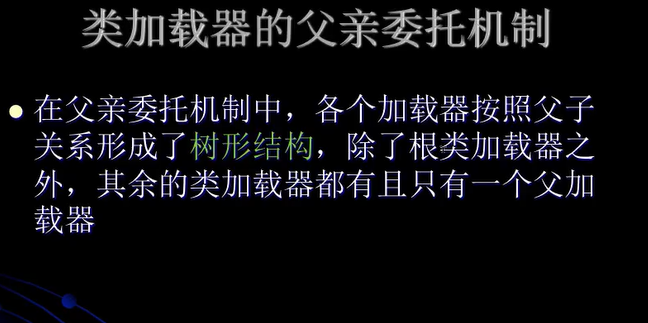 类加载器的父亲委托机制
在父亲委托机制中，各个加载器按照父子
关系形成了树形结构，除了根类加载器之
外，其余的类加载器都有且只有一个父加
载器